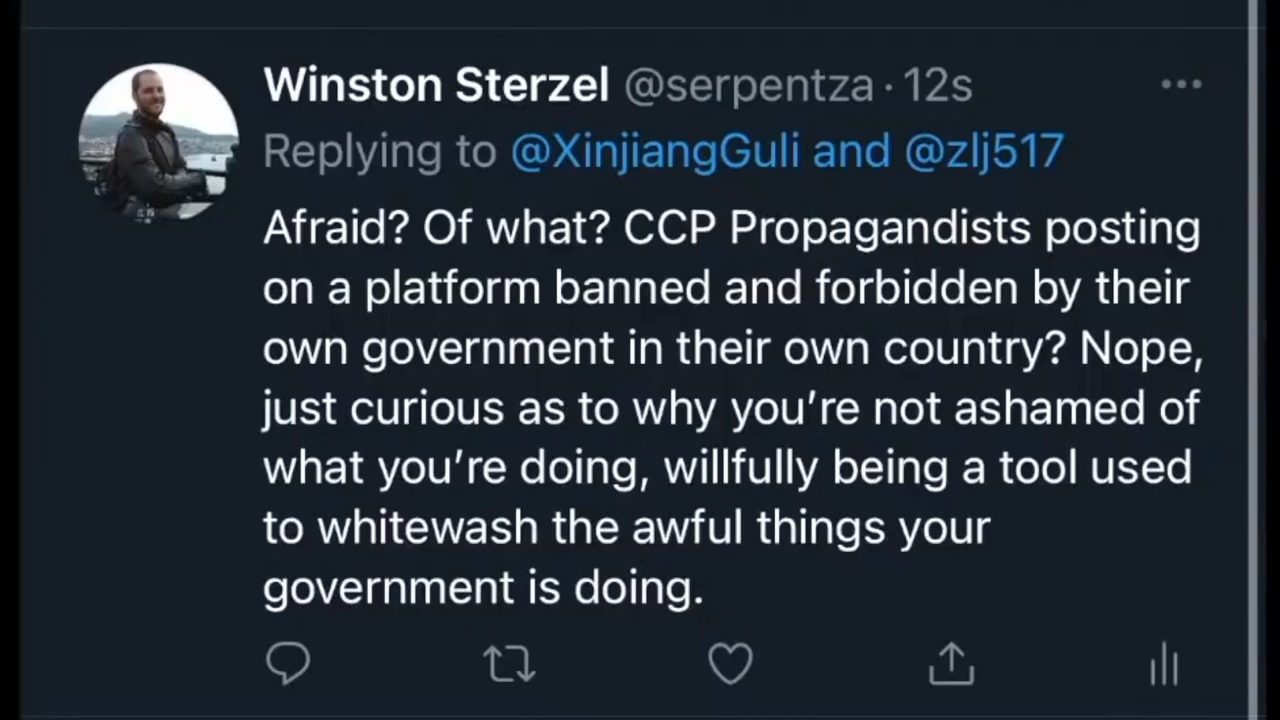 Winston Sterzel @serpentza · 12s
Replying to @XinjiangGuli and @zlj517
Afraid? Of what? CCP Propagandists posting
on a platform banned and forbidden by their
own government in their own country? Nope,
just curious as to why you’re not ashamed of
what you’re doing, willfully being a tool used
to whitewash the awful things your
government is doing.